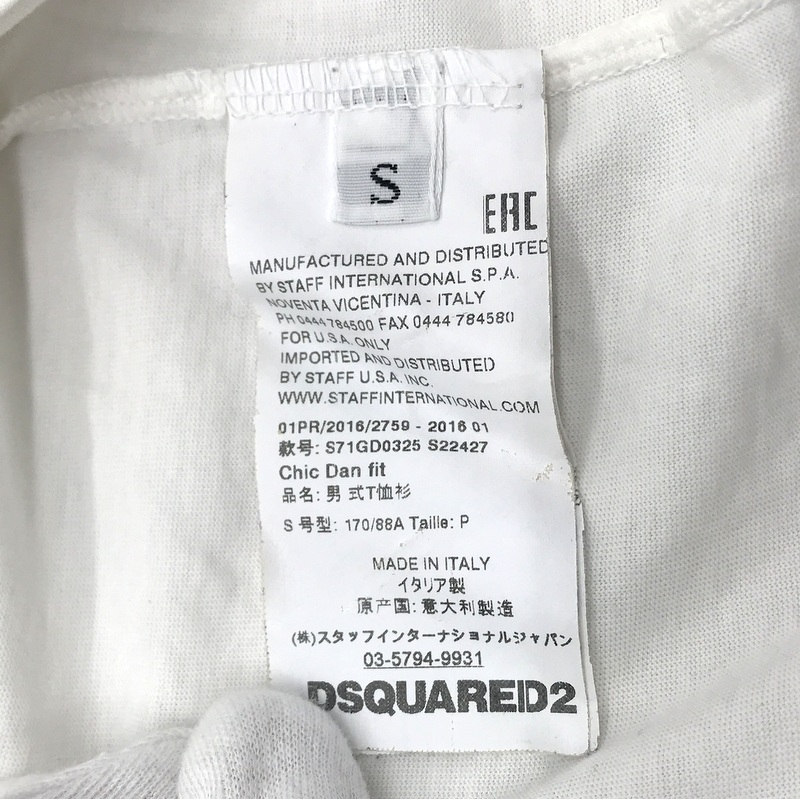 S
EAC
MANUFACTURED AND DISTRIBUTED
BY STAFF INTERNATIONAL S.P.A.
NOVENTA VICENTINA - ITALY
PH 0444 784500 FAX 0444 784580
FOR U.S.A. ONLY
IMPORTED AND DISTRIBUTED
BY STAFF U.S.A. INC.
WWW.STAFFINTERNATIONAL.COM
01PR/2016/2759 - 2016 01
款号: S71GD0325 S22427
Chic Dan fit
品名: 男 式T恤衫
S 号型: 170/88A Taille: P
MADE IN ITALY
イタリア製
原产国: 意大利製造
(株)スタッフインターナショナルジャパン
03-5794-9931
DSQUARED2